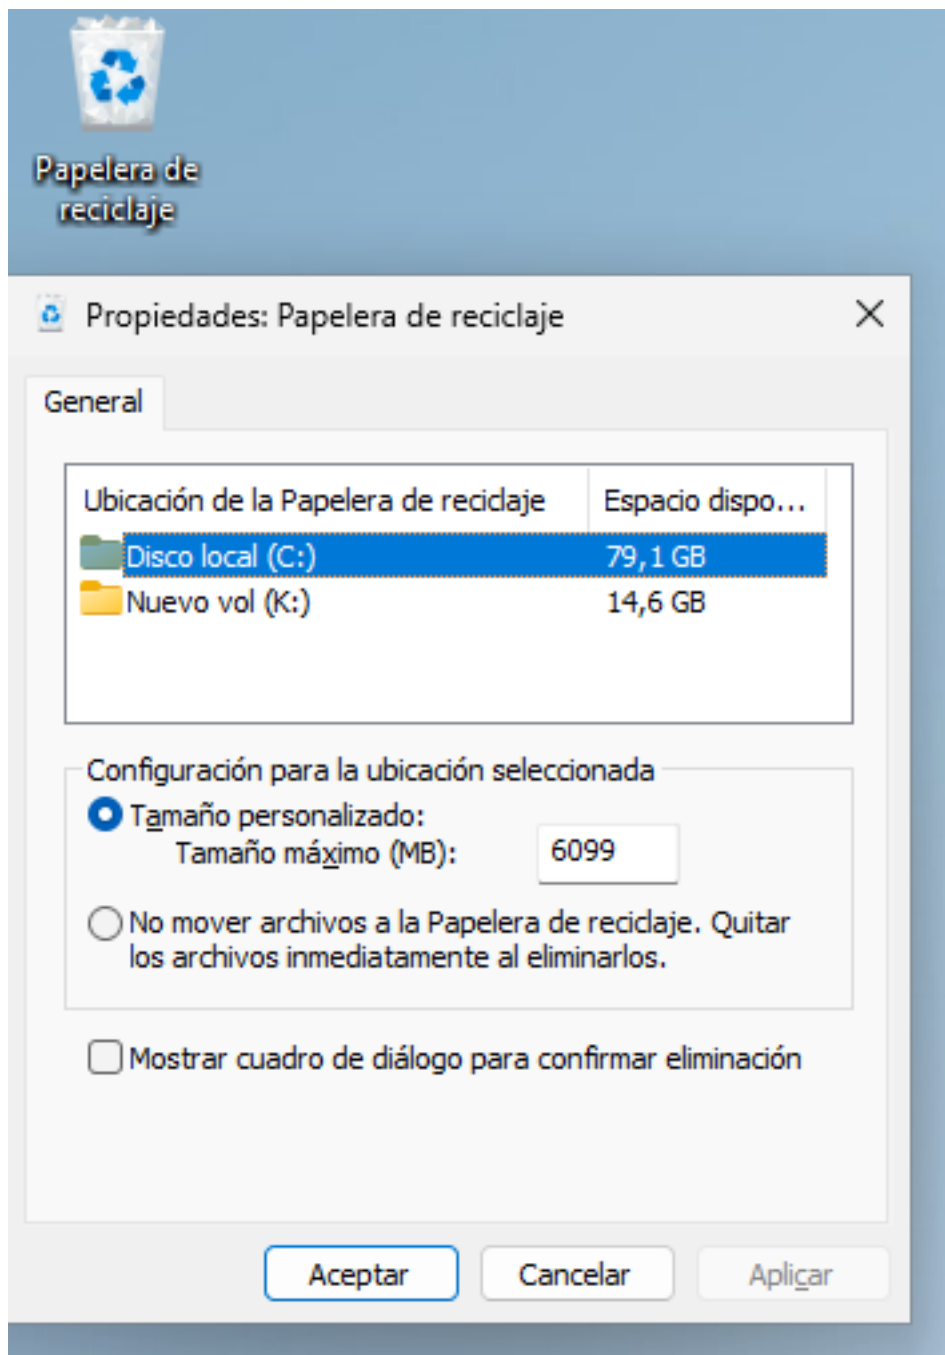 Papelera de
reciclaje
Propiedades: Papelera de reciclaje
General
Ubicación de la Papelera de reciclaje Espacio dispo...
Disco local (C:) 79,1 GB
Nuevo vol (K:) 14,6 GB
Configuración para la ubicación seleccionada
Tamaño personalizado:
Tamaño máximo (MB): 6099
No mover archivos a la Papelera de reciclaje. Quitar
los archivos inmediatamente al eliminarlos.
Mostrar cuadro de diálogo para confirmar eliminación
Aceptar Cancelar Aplicar